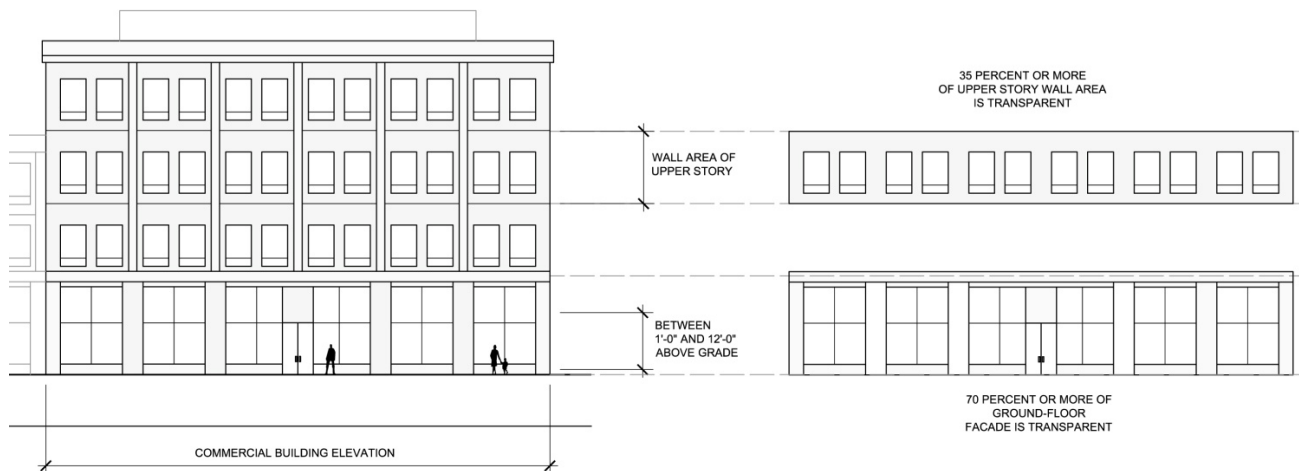 35 PERCENT OR MORE
OF UPPER STORY WALL AREA
IS TRANSPARENT
WALL AREA OF
UPPER STORY
BETWEEN
1'-0" AND 12'-0"
ABOVE GRADE
70 PERCENT OR MORE OF
GROUND-FLOOR
FACADE IS TRANSPARENT
COMMERCIAL BUILDING ELEVATION